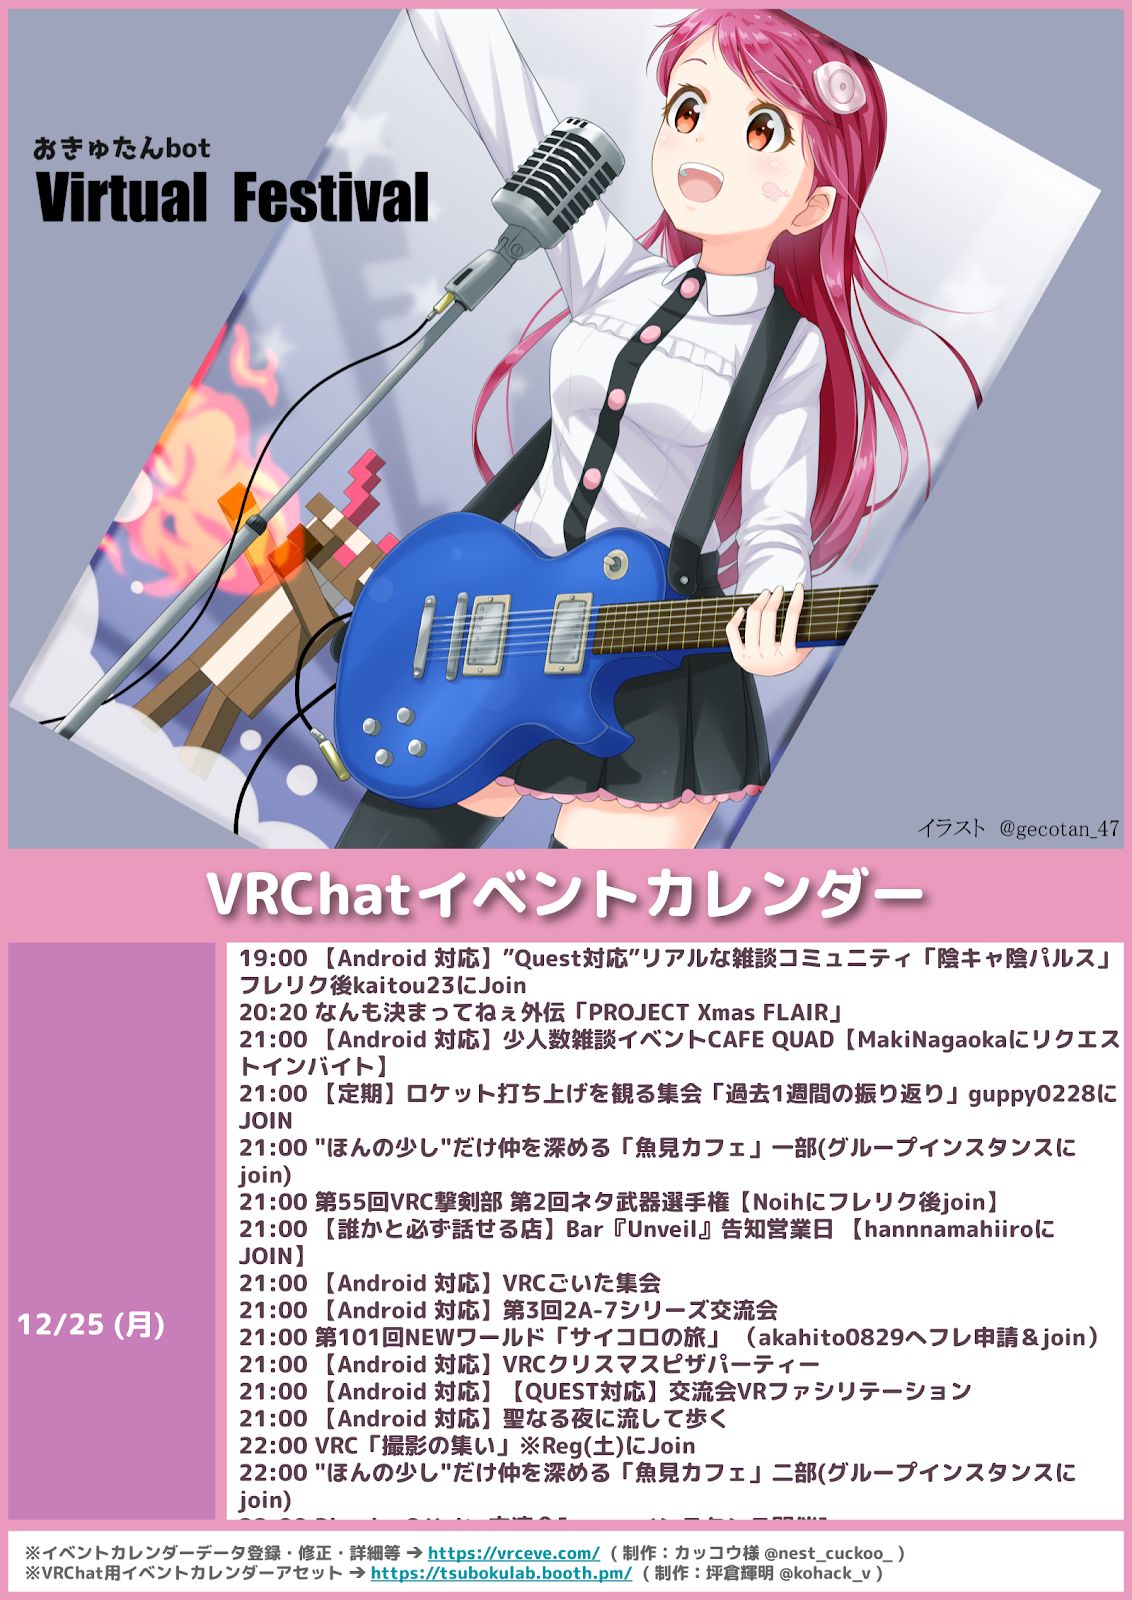 おきゅたんbot
Virtual Festival
イラスト @gecotan_47
VRChatイベントカレンダー
12/25 (月)
19:00 【Android 対応】”Quest対応”リアルな雑談コミュニティ「陰キャ陰パルス」
フレリク後kaitou23にJoin
20:20 なんも決まってねぇ外伝「PROJECT Xmas FLAIR」
21:00 【Android 対応】少人数雑談イベントCAFE QUAD【MakiNagaokaにリクエス
トインバイト】
21:00 【定期】ロケット打ち上げを観る集会「過去1週間の振り返り」guppy0228に
JOIN
21:00 "ほんの少し"だけ仲を深める「魚見カフェ」一部(グループインスタンスに
join)
21:00 第55回VRC撃剣部 第2回ネタ武器選手権【Noihにフレリク後join】
21:00 【誰かと必ず話せる店】Bar『Unveil』告知営業日 【hannnamahiiroに
JOIN】
21:00 【Android 対応】VRCごいた集会
21:00 【Android 対応】第3回2A-7シリーズ交流会
21:00 第101回NEWワールド「サイコロの旅」 （akahito0829へフレ申請＆join）
21:00 【Android 対応】VRCクリスマスピザパーティー
21:00 【Android 対応】【QUEST対応】交流会VRファシリテーション
21:00 【Android 対応】聖なる夜に流して歩く
22:00 VRC「撮影の集い」※Reg(土)にJoin
22:00 "ほんの少し"だけ仲を深める「魚見カフェ」二部(グループインスタンスに
join)
※イベントカレンダーデータ登録・修正・詳細等 ➔ https://vrceve.com/ ( 制作：カッコウ様 @nest_cuckoo_ )
※VRChat用イベントカレンダーアセット ➔ https://tsubokulab.booth.pm/ ( 制作：坪倉輝明 @kohack_v )